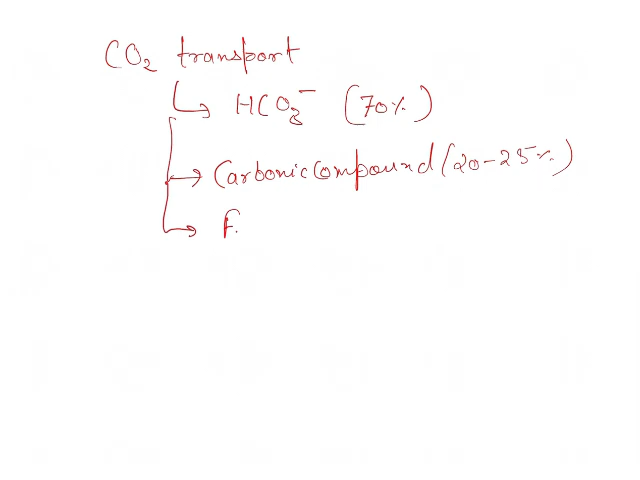 CO₂ transport
HCO₃⁻ (70%)
Carbonic compound (20-25%)
F